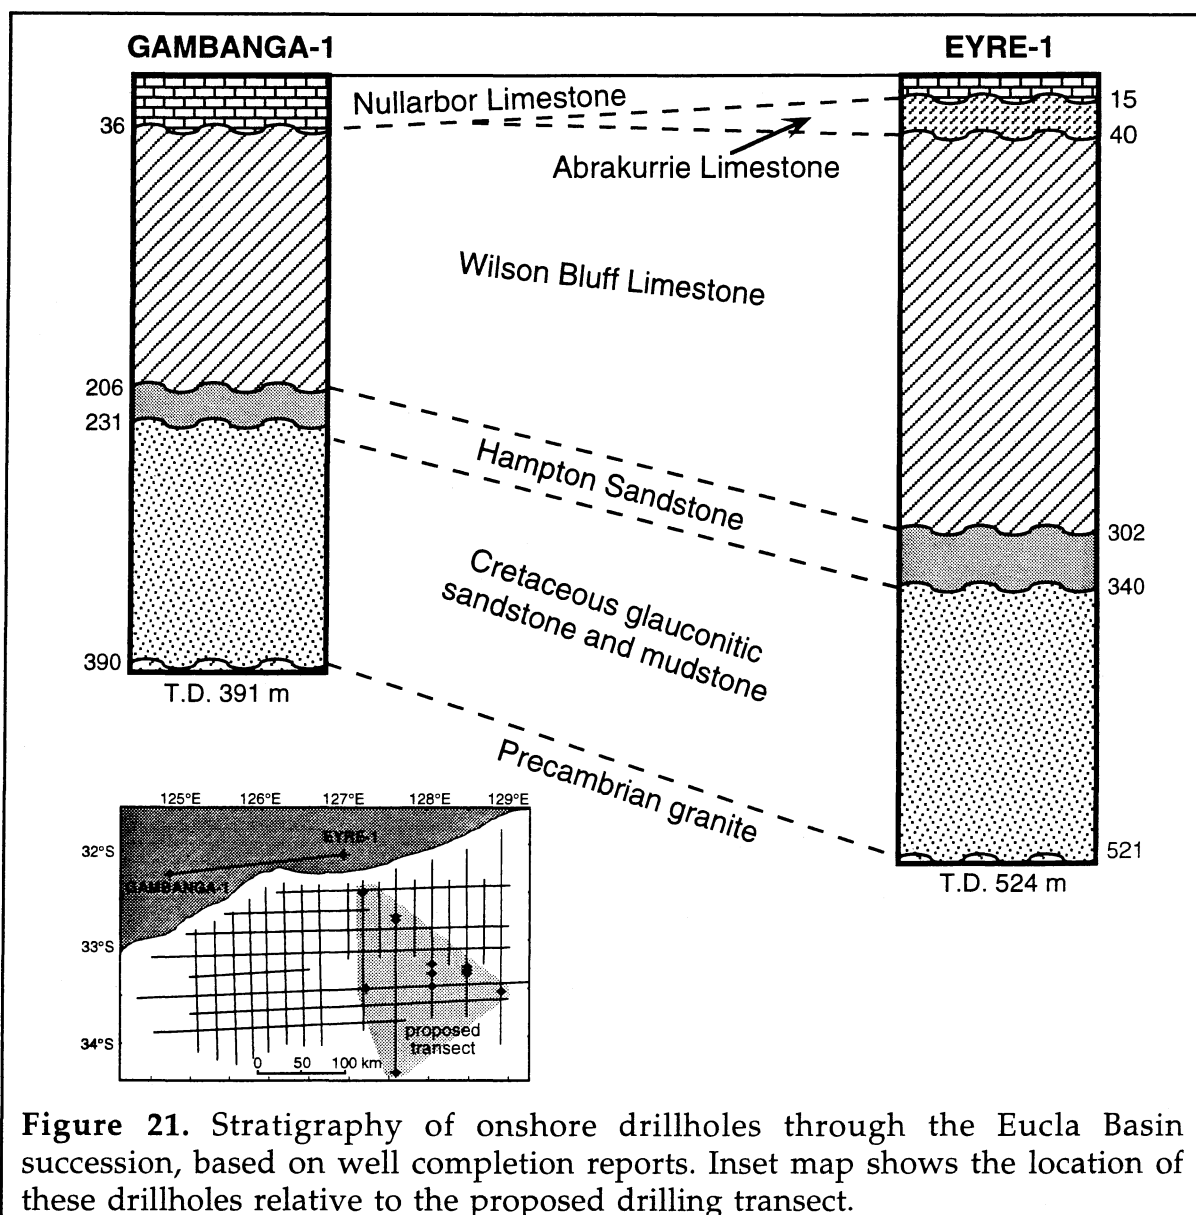 GAMBANGA-1
EYRE-1
Nullarbor Limestone
15
36
40
Abrakurrie Limestone
Wilson Bluff Limestone
206
231
Hampton Sandstone
302
340
Cretaceous glauconitic
sandstone and mudstone
390
T.D. 391 m
Precambrian granite
521
T.D. 524 m
125°E 126°E 127°E 128°E 129°E
32°S
EYRE-1
GAMBANGA-1
33°S
34°S
proposed
transect
0 50 100 km
Figure 21. Stratigraphy of onshore drillholes through the Eucla Basin
succession, based on well completion reports. Inset map shows the location of
these drillholes relative to the proposed drilling transect.